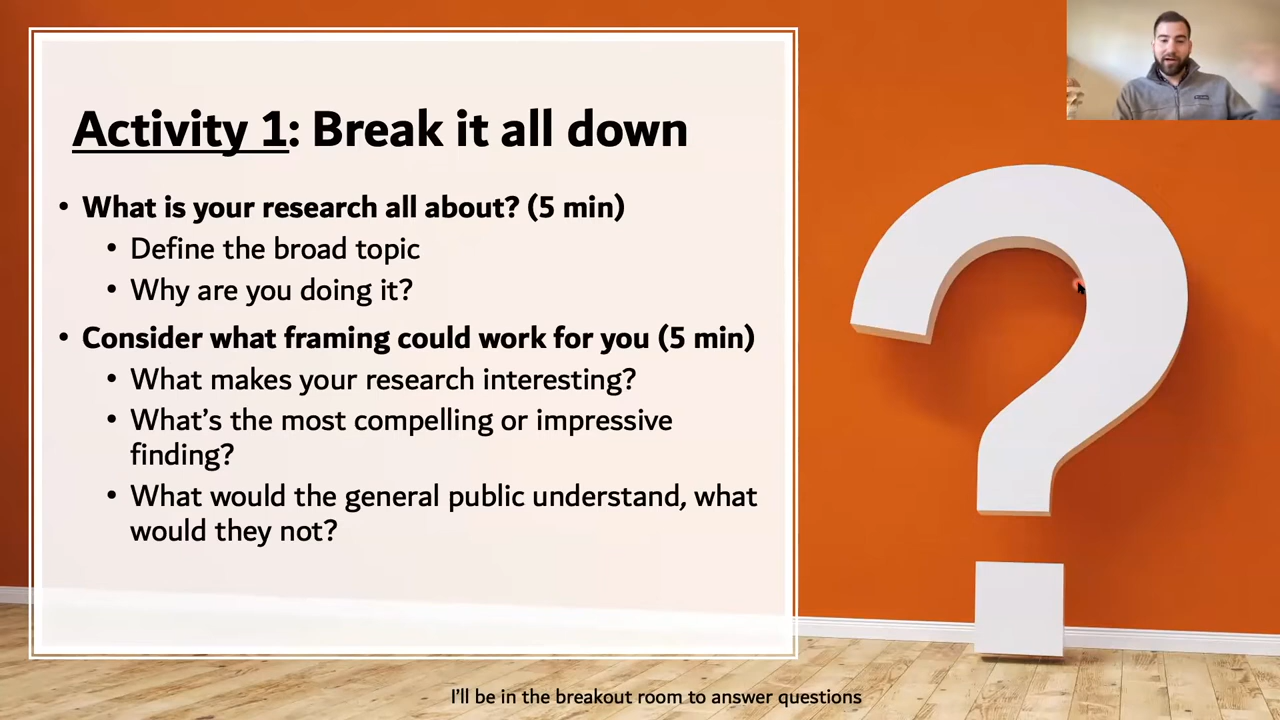 Activity 1: Break it all down
• What is your research all about? (5 min)
• Define the broad topic
• Why are you doing it?
• Consider what framing could work for you (5 min)
• What makes your research interesting?
• What’s the most compelling or impressive
finding?
• What would the general public understand, what
would they not?
I’ll be in the breakout room to answer questions